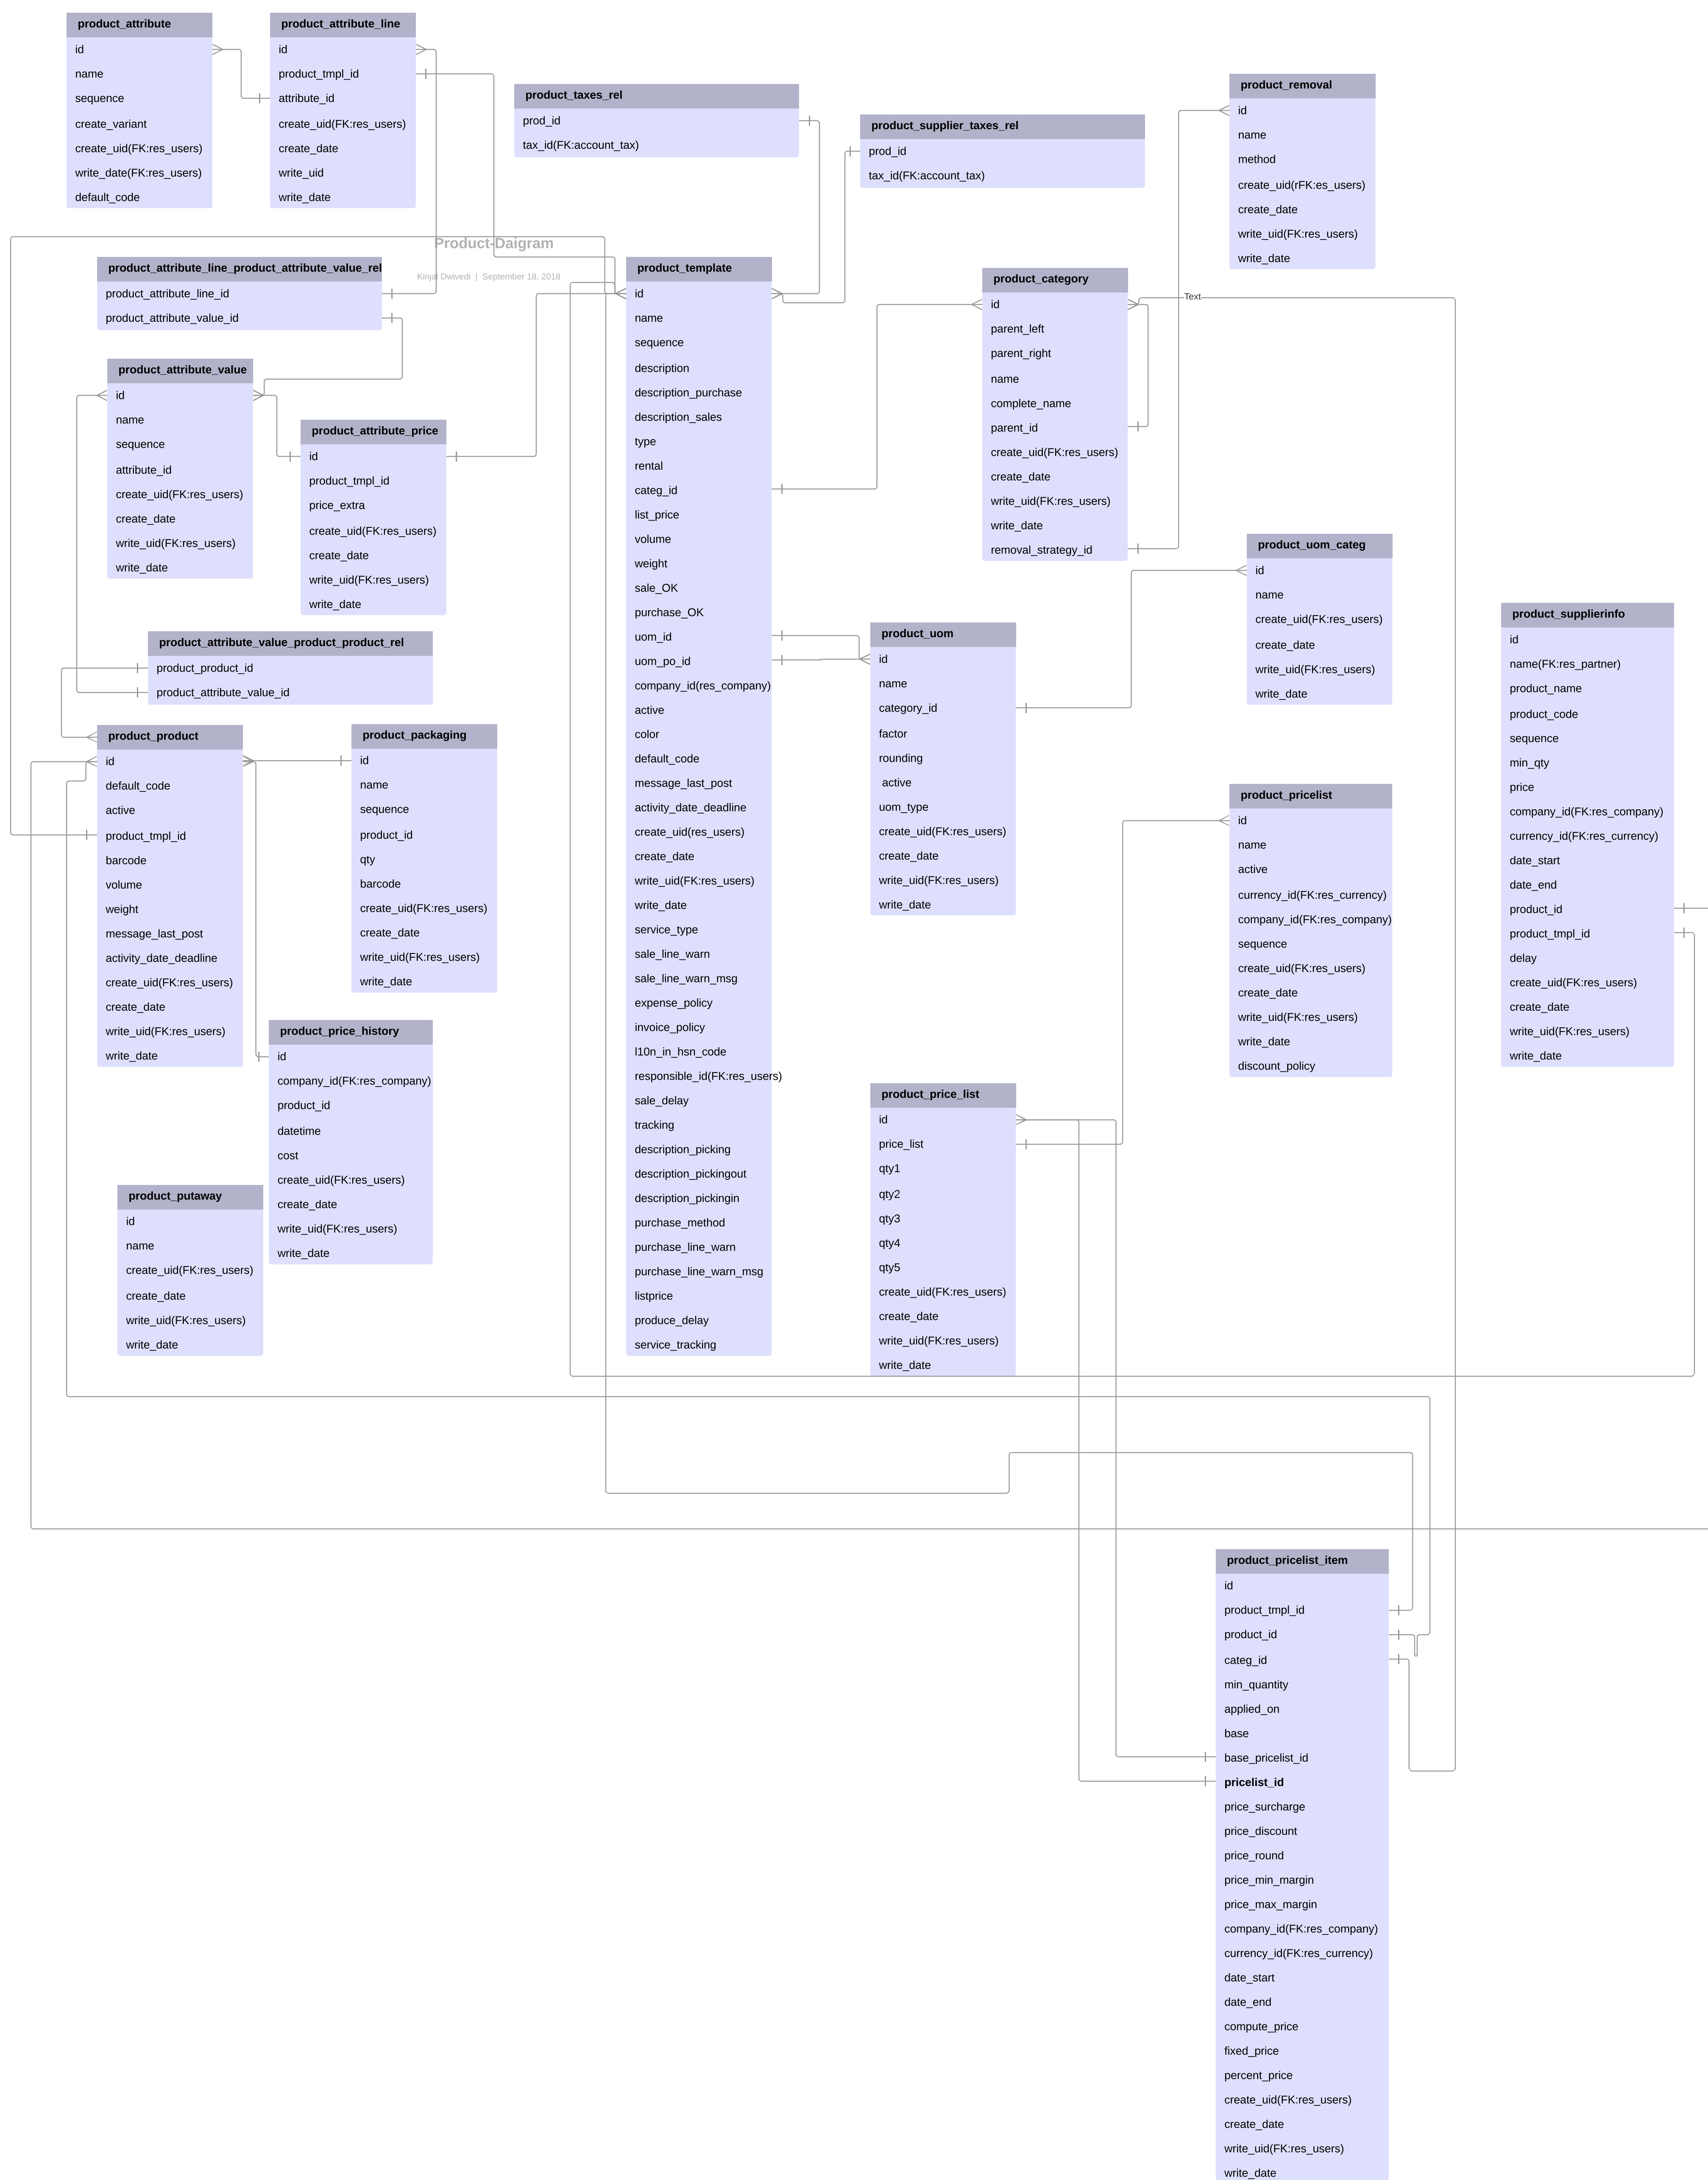 product_attribute
id
name
sequence
create_variant
create_uid(FK:res_users)
write_date(FK:res_users)
default_code
product_attribute_line
id
product_tmpl_id
attribute_id
create_uid(FK:res_users)
create_date
write_uid
write_date
product_taxes_rel
prod_id
tax_id(FK:account_tax)
product_supplier_taxes_rel
prod_id
tax_id(FK:account_tax)
product_removal
id
name
method
create_uid(rFK:es_users)
create_date
write_uid(FK:res_users)
write_date
Product-Daigram
Kinjal Dwivedi | September 18, 2018
product_attribute_line_product_attribute_value_rel
product_attribute_line_id
product_attribute_value_id
product_attribute_value
id
name
sequence
attribute_id
create_uid(FK:res_users)
create_date
write_uid(FK:res_users)
write_date
product_attribute_price
id
product_tmpl_id
price_extra
create_uid(FK:res_users)
create_date
write_uid(FK:res_users)
write_date
product_template
id
name
sequence
description
description_purchase
description_sales
type
rental
categ_id
list_price
volume
weight
sale_OK
purchase_OK
uom_id
uom_po_id
company_id(res_company)
active
color
default_code
message_last_post
activity_date_deadline
create_uid(res_users)
create_date
write_uid(FK:res_users)
write_date
service_type
sale_line_warn
sale_line_warn_msg
expense_policy
invoice_policy
l10n_in_hsn_code
responsible_id(FK:res_users)
sale_delay
tracking
description_picking
description_pickingout
description_pickingin
purchase_method
purchase_line_warn
purchase_line_warn_msg
listprice
produce_delay
service_tracking
product_category
id
parent_left
parent_right
name
complete_name
parent_id
create_uid(FK:res_users)
create_date
write_uid(FK:res_users)
write_date
removal_strategy_id
Text
product_uom_categ
id
name
create_uid(FK:res_users)
create_date
write_uid(FK:res_users)
write_date
product_supplierinfo
id
name(FK:res_partner)
product_name
product_code
sequence
min_qty
price
company_id(FK:res_company)
currency_id(FK:res_currency)
date_start
date_end
product_id
product_tmpl_id
delay
create_uid(FK:res_users)
create_date
write_uid(FK:res_users)
write_date
product_uom
id
name
category_id
factor
rounding
active
uom_type
create_uid(FK:res_users)
create_date
write_uid(FK:res_users)
write_date
product_attribute_value_product_product_rel
product_product_id
product_attribute_value_id
product_product
id
default_code
active
product_tmpl_id
barcode
volume
weight
message_last_post
activity_date_deadline
create_uid(FK:res_users)
create_date
write_uid(FK:res_users)
write_date
product_packaging
id
name
sequence
product_id
qty
barcode
create_uid(FK:res_users)
create_date
write_uid(FK:res_users)
write_date
product_pricelist
id
name
active
currency_id(FK:res_currency)
company_id(FK:res_company)
sequence
create_uid(FK:res_users)
create_date
write_uid(FK:res_users)
write_date
discount_policy
product_price_history
id
company_id(FK:res_company)
product_id
datetime
cost
create_uid(FK:res_users)
create_date
write_uid(FK:res_users)
write_date
product_price_list
id
price_list
qty1
qty2
qty3
qty4
qty5
create_uid(FK:res_users)
create_date
write_uid(FK:res_users)
write_date
product_putaway
id
name
create_uid(FK:res_users)
create_date
write_uid(FK:res_users)
write_date
product_pricelist_item
id
product_tmpl_id
product_id
categ_id
min_quantity
applied_on
base
base_pricelist_id
pricelist_id
price_surcharge
price_discount
price_round
price_min_margin
price_max_margin
company_id(FK:res_company)
currency_id(FK:res_currency)
date_start
date_end
compute_price
fixed_price
percent_price
create_uid(FK:res_users)
create_date
write_uid(FK:res_users)
write_date